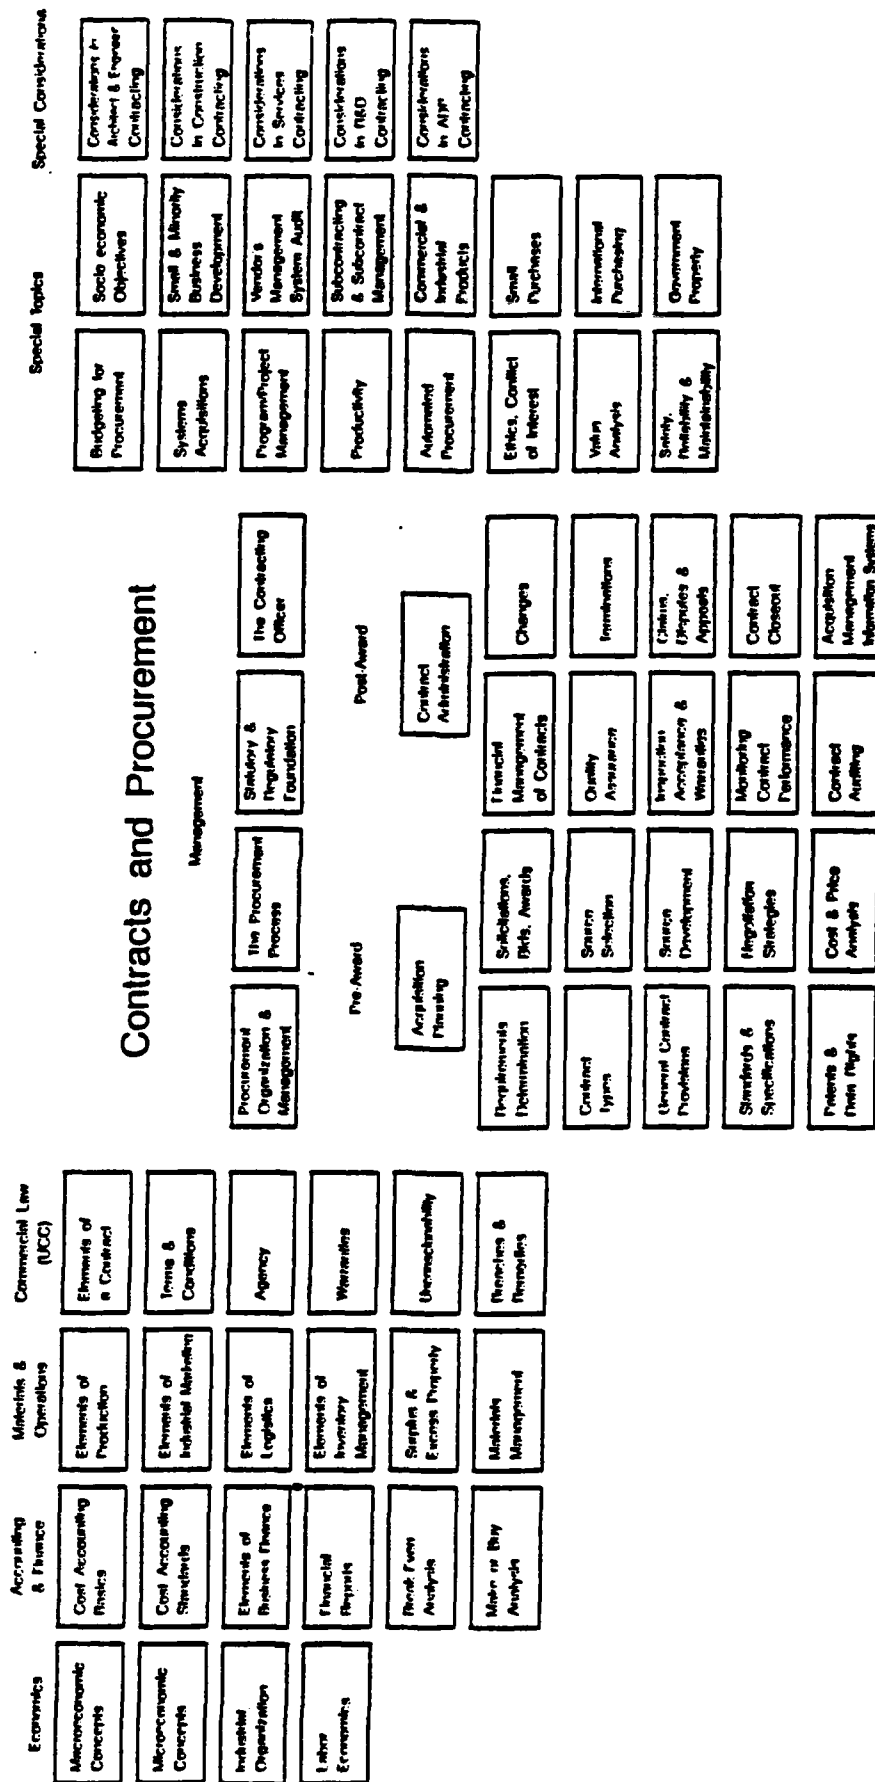 Contracts and Procurement
Economics
Macroeconomic
Concepts
Microeconomic
Concepts
Industrial
Organization
Labor
Economics
Accounting
& Finance
Cost Accounting
Basics
Cost Accounting
Standards
Elements of
Business Finance
Financial
Reports
Break Even
Analysis
Make or Buy
Analysis
Materials &
Operations
Elements of
Production
Elements of
Industrial Marketing
Elements of
Logistics
Elements of
Inventory
Management
Surplus &
Excess Property
Materials
Management
Commercial Law
(UCC)
Elements of
a Contract
Terms &
Conditions
Agency
Warranties
Unconscionability
Breaches &
Remedies
Management
Procurement
Organization &
Management
The Procurement
Process
Statutory &
Regulatory
Foundation
The Contracting
Officer
Pre-Award
Acquisition
Planning
Requirements
Determination
Contract
Types
General Contract
Provisions
Standards &
Specifications
Patents &
Data Rights
Solicitations,
Bids, Awards
Source
Selection
Source
Development
Negotiation
Strategies
Cost & Price
Analysis
Post-Award
Contract
Administration
Financial
Management
of Contracts
Quality
Assurance
Inspection
Acceptance &
Warranties
Monitoring
Contract
Performance
Contract
Auditing
Changes
Terminations
Claims,
Disputes &
Appeals
Contract
Closeout
Acquisition
Management
Information Systems
Special Topics
Budgeting for
Procurement
Systems
Acquisitions
Program/Project
Management
Productivity
Automated
Procurement
Ethics, Conflict
of Interest
Value
Analysis
Safety,
Reliability &
Maintainability
Socio economic
Objectives
Small & Minority
Business
Development
Vendor's
Management
System Audit
Subcontracting
& Subcontract
Management
Commercial &
Industrial
Products
Small
Purchases
International
Purchasing
Government
Property
Special Considerations
Considerations in
Architect & Engineer
Contracting
Considerations
In Construction
Contracting
Considerations
In Services
Contracting
Considerations
in R&D
Contracting
Considerations
in ADP
Contracting